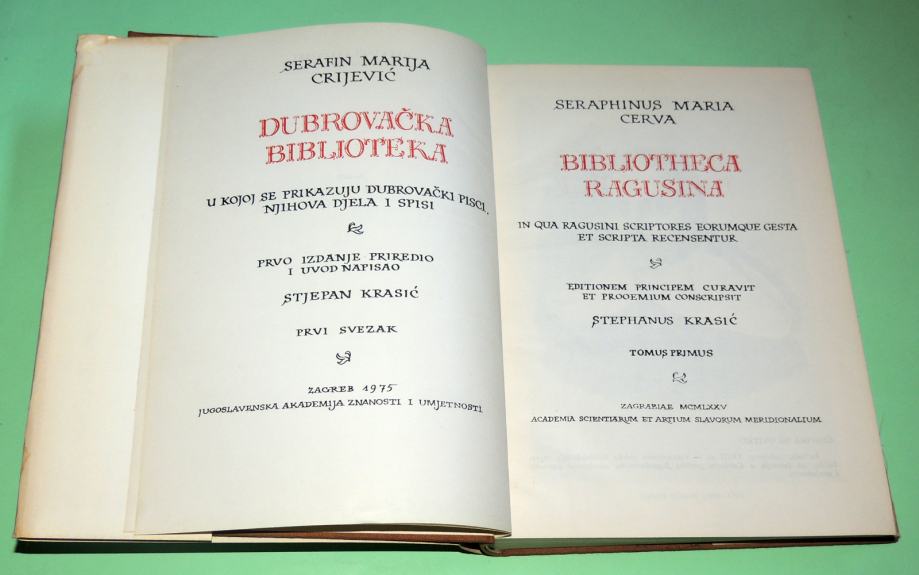 SERAFIN MARIJA
CRIJEVIĆ
DUBROVAČKA
BIBLIOTEKA
U KOJOJ SE PRIKAZUJU DUBROVAČKI PISCI,
NJIHOVA DJELA I SPISI
PRVO IZDANJE PRIREDIO
I UVOD NAPISAO
STJEPAN KRASIĆ
PRVI SVEZAK
ZAGREB 1975
JUGOSLAVENSKA AKADEMIJA ZNANOSTI I UMJETNOSTI
SERAPHINUS MARIA
CERVA
BIBLIOTHECA
RAGUSINA
IN QUA RAGUSINI SCRIPTORES EORUMQUE GESTA
ET SCRIPTA RECENSENTUR
EDITIONEM PRINCIPEM CURAVIT
ET PROOEMIUM CONSCRIPSIT
STEPHANUS KRASIĆ
TOMUS PRIMUS
ZAGRABIAE MCMLXXV
ACADEMIA SCIENTIARUM ET ARTIUM SLAVORUM MERIDIONALIUM